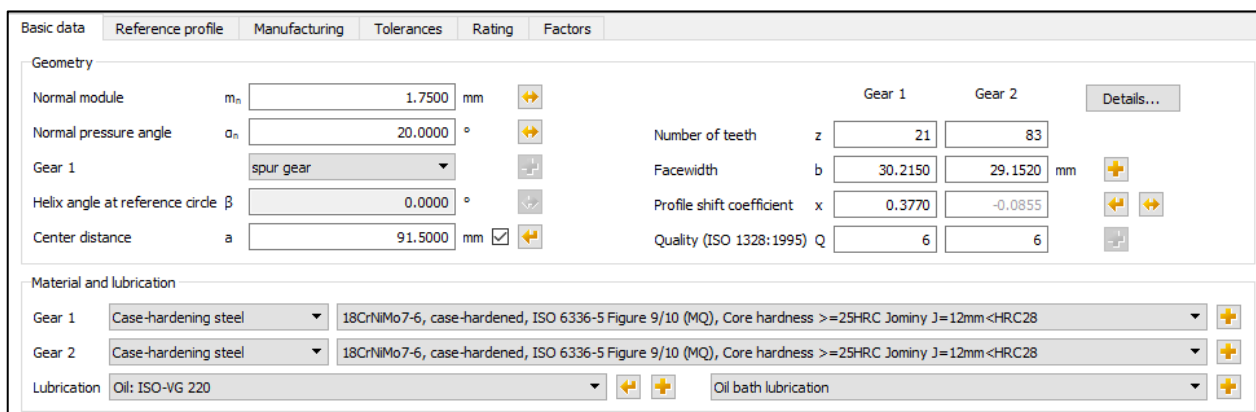 Basic data Reference profile Manufacturing Tolerances Rating Factors
Geometry
Normal module mn 1.7500 mm Gear 1 Gear 2 Details...
Normal pressure angle αn 20.0000 ° Number of teeth z 21 83
Gear 1 spur gear Facewidth b 30.2150 29.1520 mm
Helix angle at reference circle β 0.0000 ° Profile shift coefficient x 0.3770 -0.0855
Center distance a 91.5000 mm Quality (ISO 1328:1995) Q 6 6
Material and lubrication
Gear 1 Case-hardening steel 18CrNiMo7-6, case-hardened, ISO 6336-5 Figure 9/10 (MQ), Core hardness >=25HRC Jominy J=12mm<HRC28
Gear 2 Case-hardening steel 18CrNiMo7-6, case-hardened, ISO 6336-5 Figure 9/10 (MQ), Core hardness >=25HRC Jominy J=12mm<HRC28
Lubrication Oil: ISO-VG 220 Oil bath lubrication